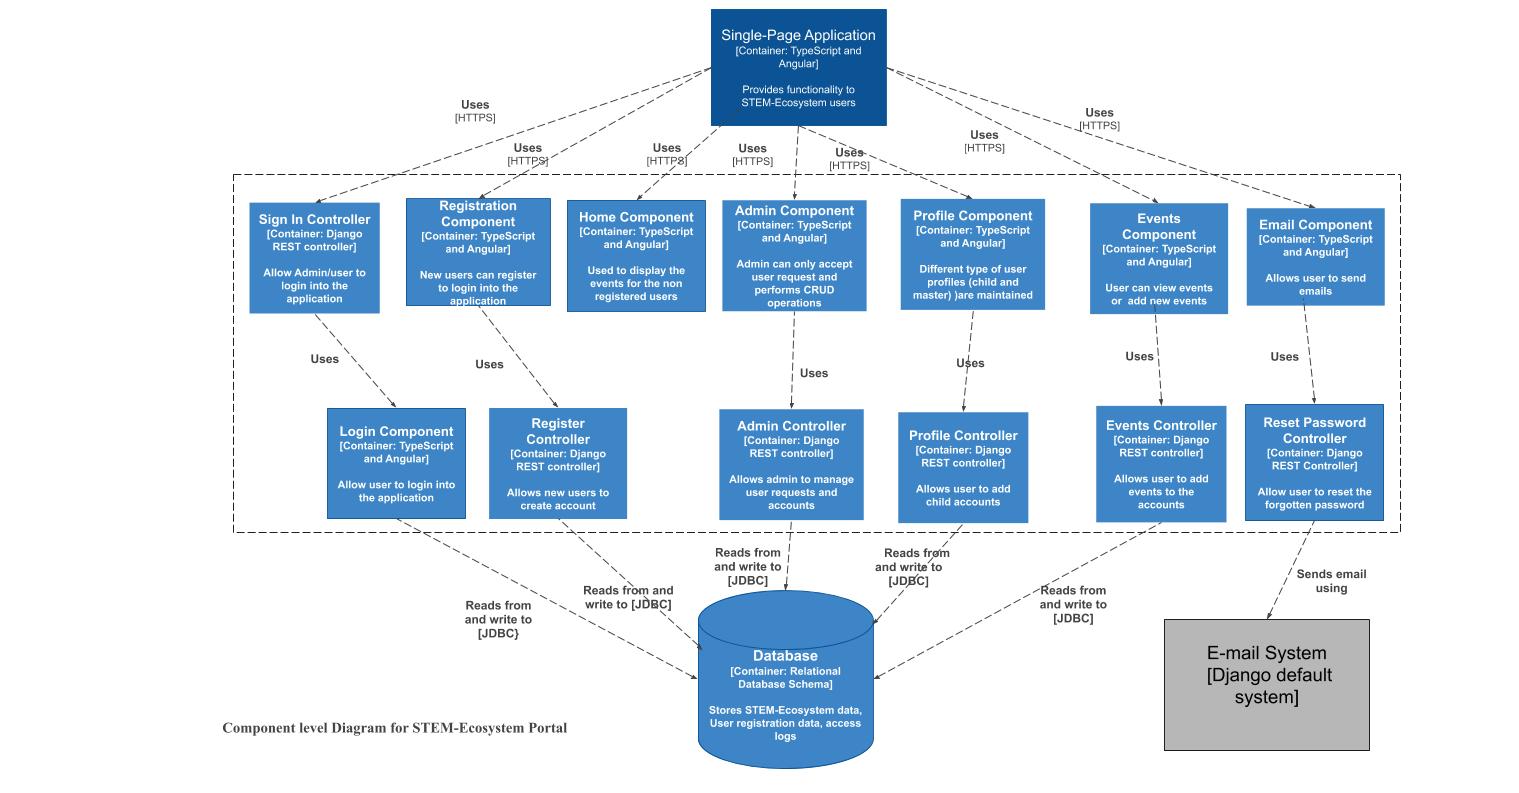 Single-Page Application
[Container: TypeScript and
Angular]
Provides functionality to
STEM-Ecosystem users
Uses
[HTTPS]
Uses
[HTTPS]
Uses
[HTTPS]
Uses
[HTTPS]
Uses
[HTTPS]
Uses
[HTTPS]
Uses
[HTTPS]
Sign In Controller
[Container: Django
REST controller]
Allow Admin/user to
login into the
application
Registration
Component
[Container: TypeScript
and Angular]
New users can register
to login into the
application
Home Component
[Container: TypeScript
and Angular]
Used to display the
events for the non
registered users
Admin Component
[Container: TypeScript
and Angular]
Admin can only accept
user request and
performs CRUD
operations
Profile Component
[Container: TypeScript
and Angular]
Different type of user
profiles (child and
master) )are maintained
Events
Component
[Container: TypeScript
and Angular]
User can view events
or add new events
Email Component
[Container: TypeScript
and Angular]
Allows user to send
emails
Uses
Uses
Uses
Uses
Uses
Uses
Login Component
[Container: TypeScript
and Angular]
Allow user to login into
the application
Register
Controller
[Container: Django
REST controller]
Allows new users to
create account
Admin Controller
[Container: Django
REST controller]
Allows admin to manage
user requests and
accounts
Profile Controller
[Container: Django
REST controller]
Allows user to add
child accounts
Events Controller
[Container: Django
REST controller]
Allows user to add
events to the
accounts
Reset Password
Controller
[Container: Django
REST Controller]
Allow user to reset the
forgotten password
Reads from
and write to
[JDBC}
Reads from and
write to [JDBC]
Reads from
and write to
[JDBC]
Reads from
and write to
[JDBC]
Reads from
and write to
[JDBC]
Sends email
using
Database
[Container: Relational
Database Schema]
Stores STEM-Ecosystem data,
User registration data, access
logs
E-mail System
[Django default
system]
Component level Diagram for STEM-Ecosystem Portal